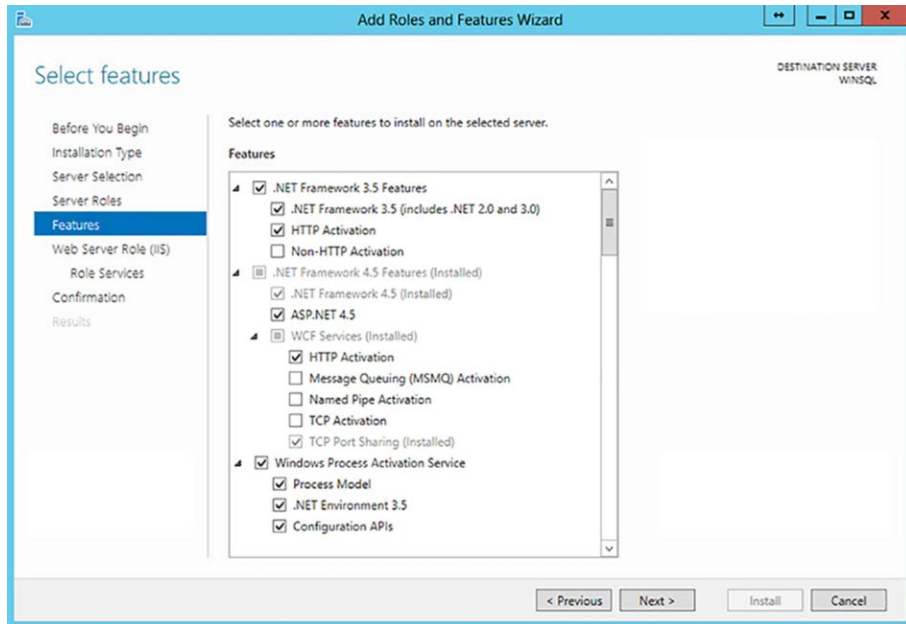 Add Roles and Features Wizard
Select features
DESTINATION SERVER
WINSQL
Before You Begin
Installation Type
Server Selection
Server Roles
Features
Web Server Role (IIS)
Role Services
Confirmation
Results
Select one or more features to install on the selected server.
Features
.NET Framework 3.5 Features
.NET Framework 3.5 (includes .NET 2.0 and 3.0)
HTTP Activation
Non-HTTP Activation
.NET Framework 4.5 Features (Installed)
.NET Framework 4.5 (Installed)
ASP.NET 4.5
WCF Services (Installed)
HTTP Activation
Message Queuing (MSMQ) Activation
Named Pipe Activation
TCP Activation
TCP Port Sharing (Installed)
Windows Process Activation Service
Process Model
.NET Environment 3.5
Configuration APIs
< Previous Next > Install Cancel